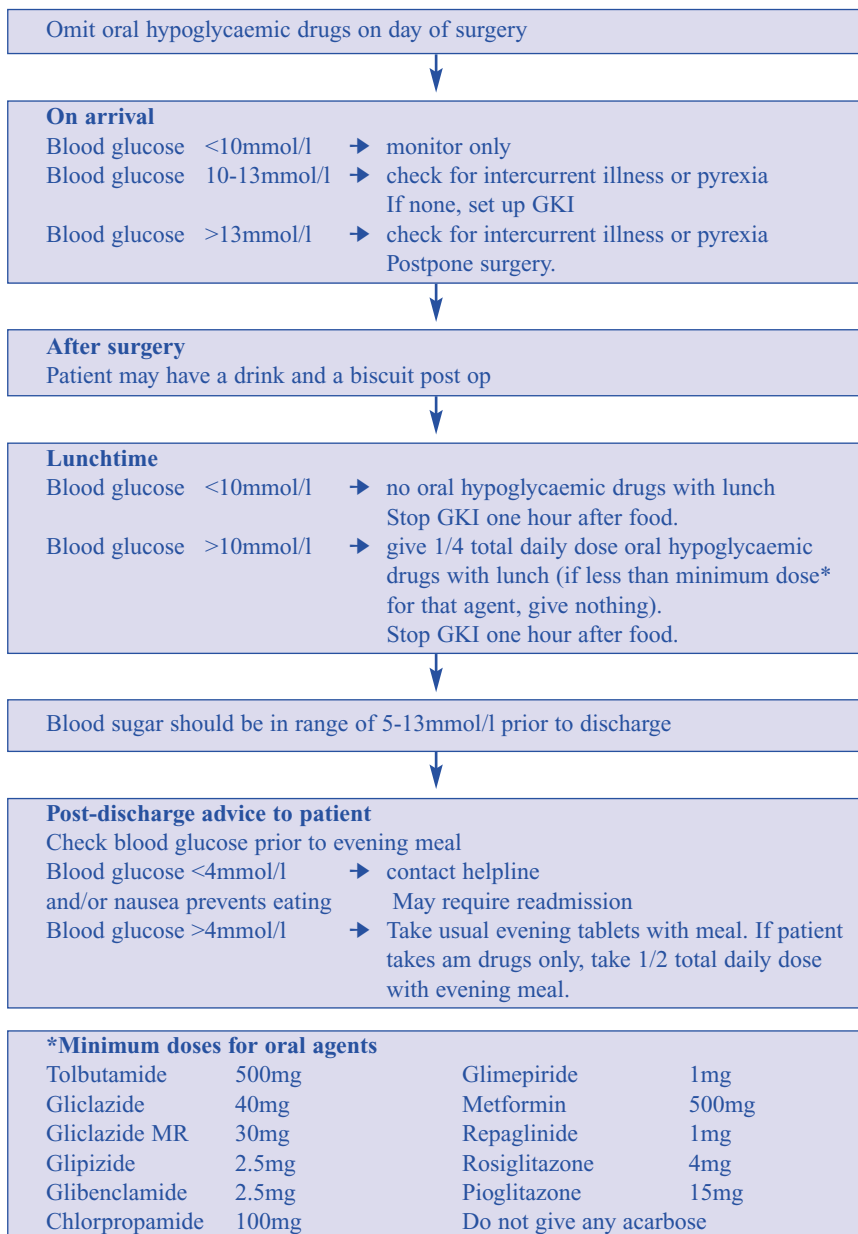 Omit oral hypoglycaemic drugs on day of surgery
On arrival
Blood glucose <10mmol/l → monitor only
Blood glucose 10-13mmol/l → check for intercurrent illness or pyrexia
If none, set up GKI
Blood glucose >13mmol/l → check for intercurrent illness or pyrexia
Postpone surgery.
After surgery
Patient may have a drink and a biscuit post op
Lunchtime
Blood glucose <10mmol/l → no oral hypoglycaemic drugs with lunch
Stop GKI one hour after food.
Blood glucose >10mmol/l → give 1/4 total daily dose oral hypoglycaemic
drugs with lunch (if less than minimum dose*
for that agent, give nothing).
Stop GKI one hour after food.
Blood sugar should be in range of 5-13mmol/l prior to discharge
Post-discharge advice to patient
Check blood glucose prior to evening meal
Blood glucose <4mmol/l → contact helpline
and/or nausea prevents eating May require readmission
Blood glucose >4mmol/l → Take usual evening tablets with meal. If patient
takes am drugs only, take 1/2 total daily dose
with evening meal.
*Minimum doses for oral agents
Tolbutamide 500mg Glimepiride 1mg
Gliclazide 40mg Metformin 500mg
Gliclazide MR 30mg Repaglinide 1mg
Glipizide 2.5mg Rosiglitazone 4mg
Glibenclamide 2.5mg Pioglitazone 15mg
Chlorpropamide 100mg Do not give any acarbose